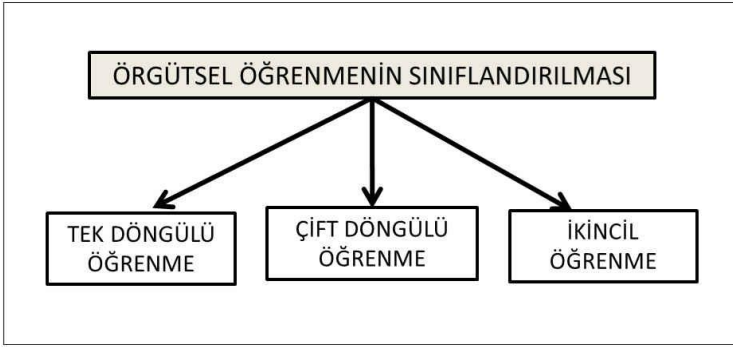 ÖRGÜTSEL ÖĞRENMENİN SINIFLANDIRILMASI
TEK DÖNGÜLÜ
ÖĞRENME
ÇİFT DÖNGÜLÜ
ÖĞRENME
İKİNCİL
ÖĞRENME